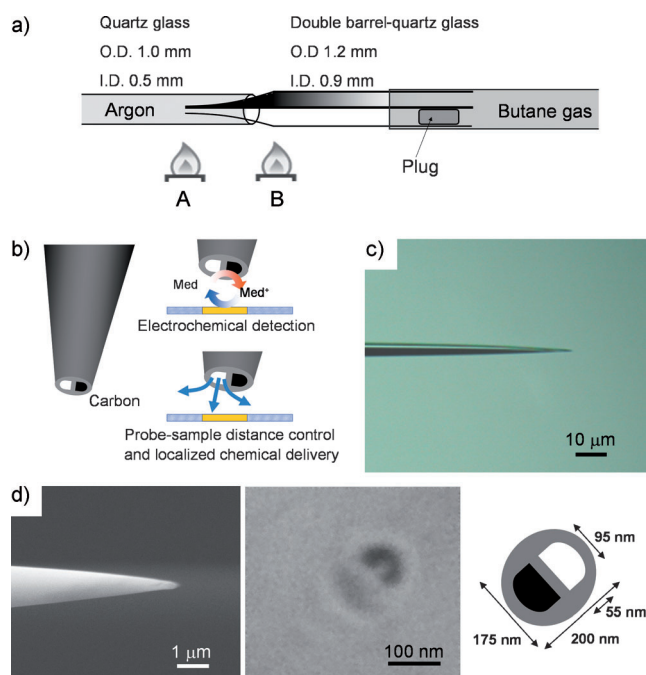 a)
Quartz glass
O.D. 1.0 mm
I.D. 0.5 mm
Double barrel-quartz glass
O.D 1.2 mm
I.D. 0.9 mm
Argon
Butane gas
Plug
A
B
b)
Med
Med⁺
Electrochemical detection
Carbon
Probe-sample distance control
and localized chemical delivery
c)
10 μm
d)
1 μm
100 nm
95 nm
55 nm
175 nm
200 nm